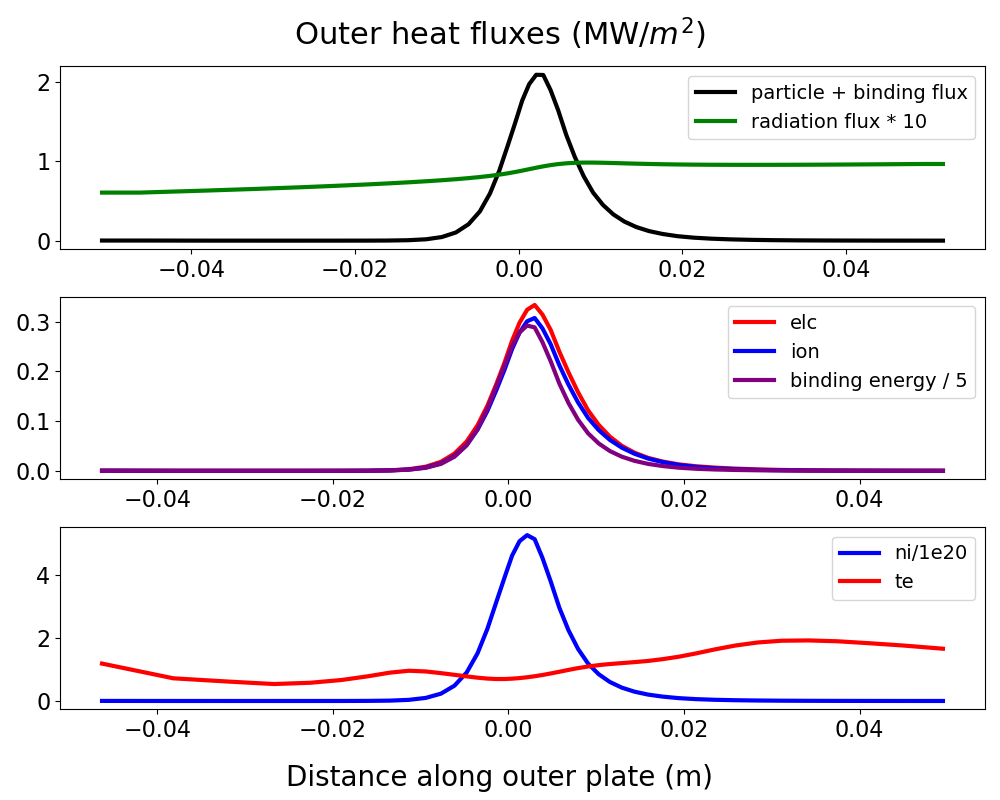 Outer heat fluxes (MW/m²)
2
1
0
particle + binding flux
radiation flux * 10
−0.04 −0.02 0.00 0.02 0.04
0.3
0.2
0.1
0.0
elc
ion
binding energy / 5
−0.04 −0.02 0.00 0.02 0.04
4
2
0
ni/1e20
te
−0.04 −0.02 0.00 0.02 0.04
Distance along outer plate (m)